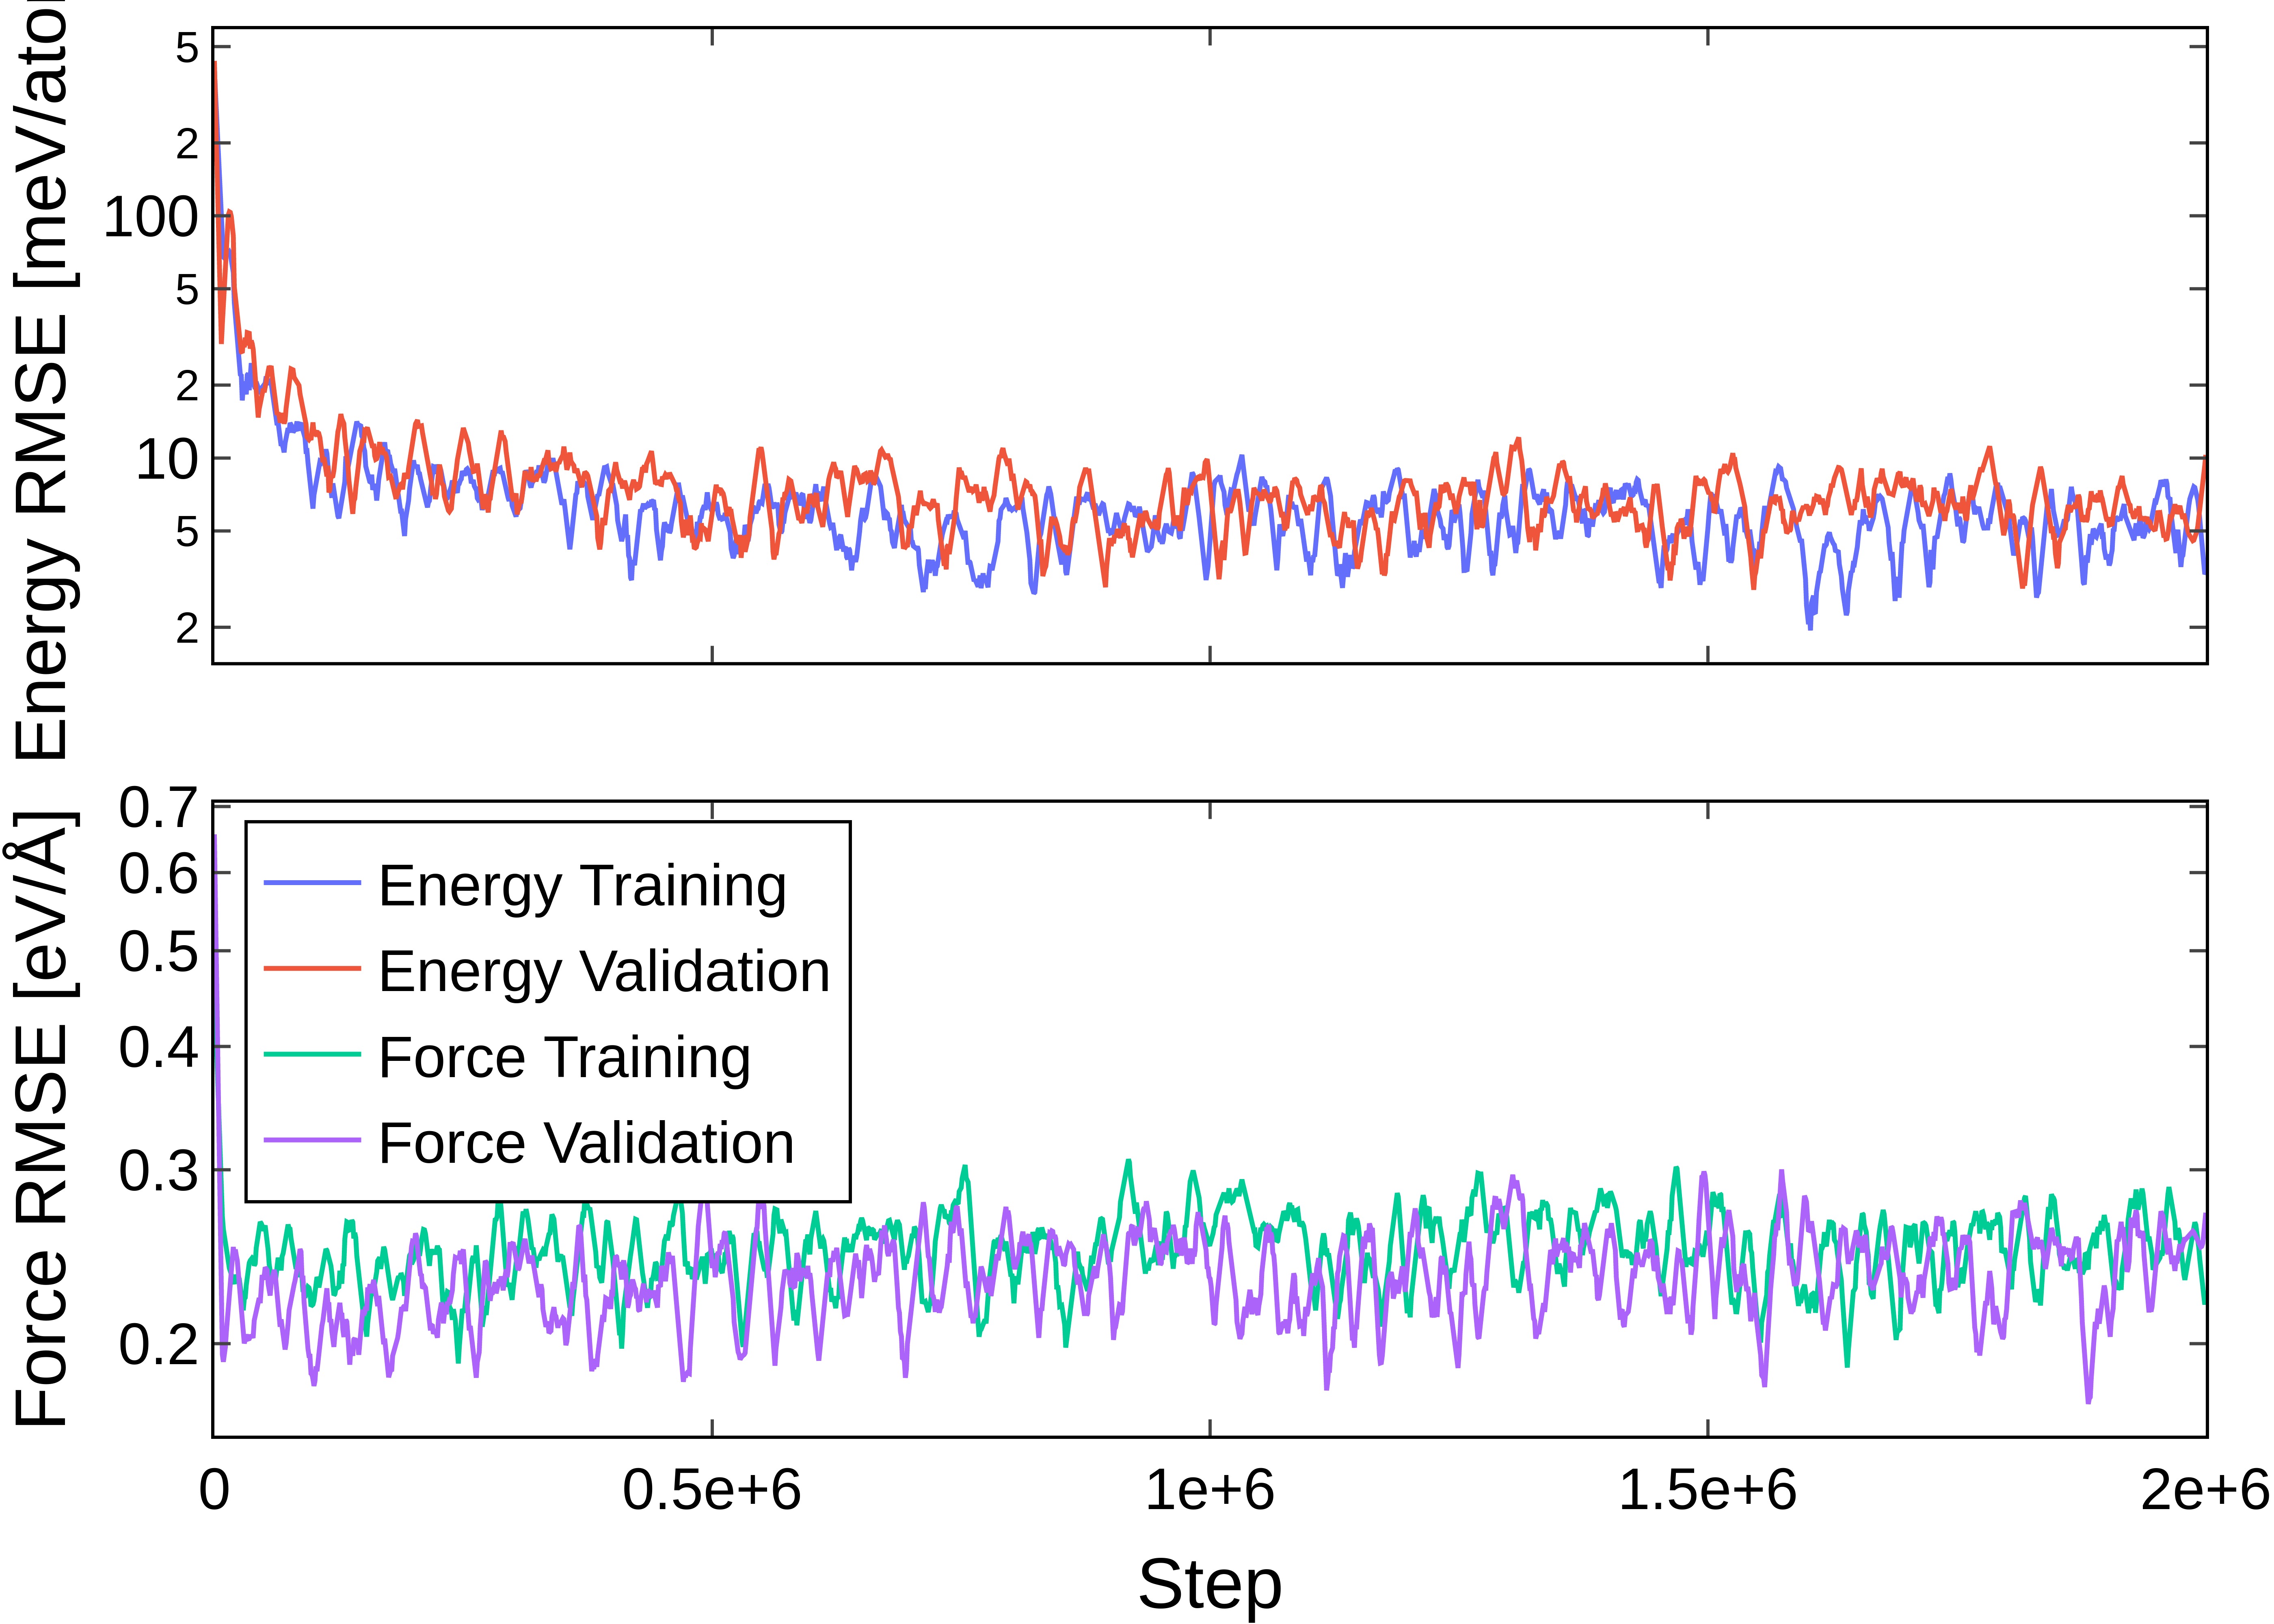 Energy RMSE [meV/ato
5
2
100
5
2
10
5
2
Force RMSE [eV/Å]
0.7
0.6
0.5
0.4
0.3
0.2
Energy Training
Energy Validation
Force Training
Force Validation
0 0.5e+6 1e+6 1.5e+6 2e+6
Step